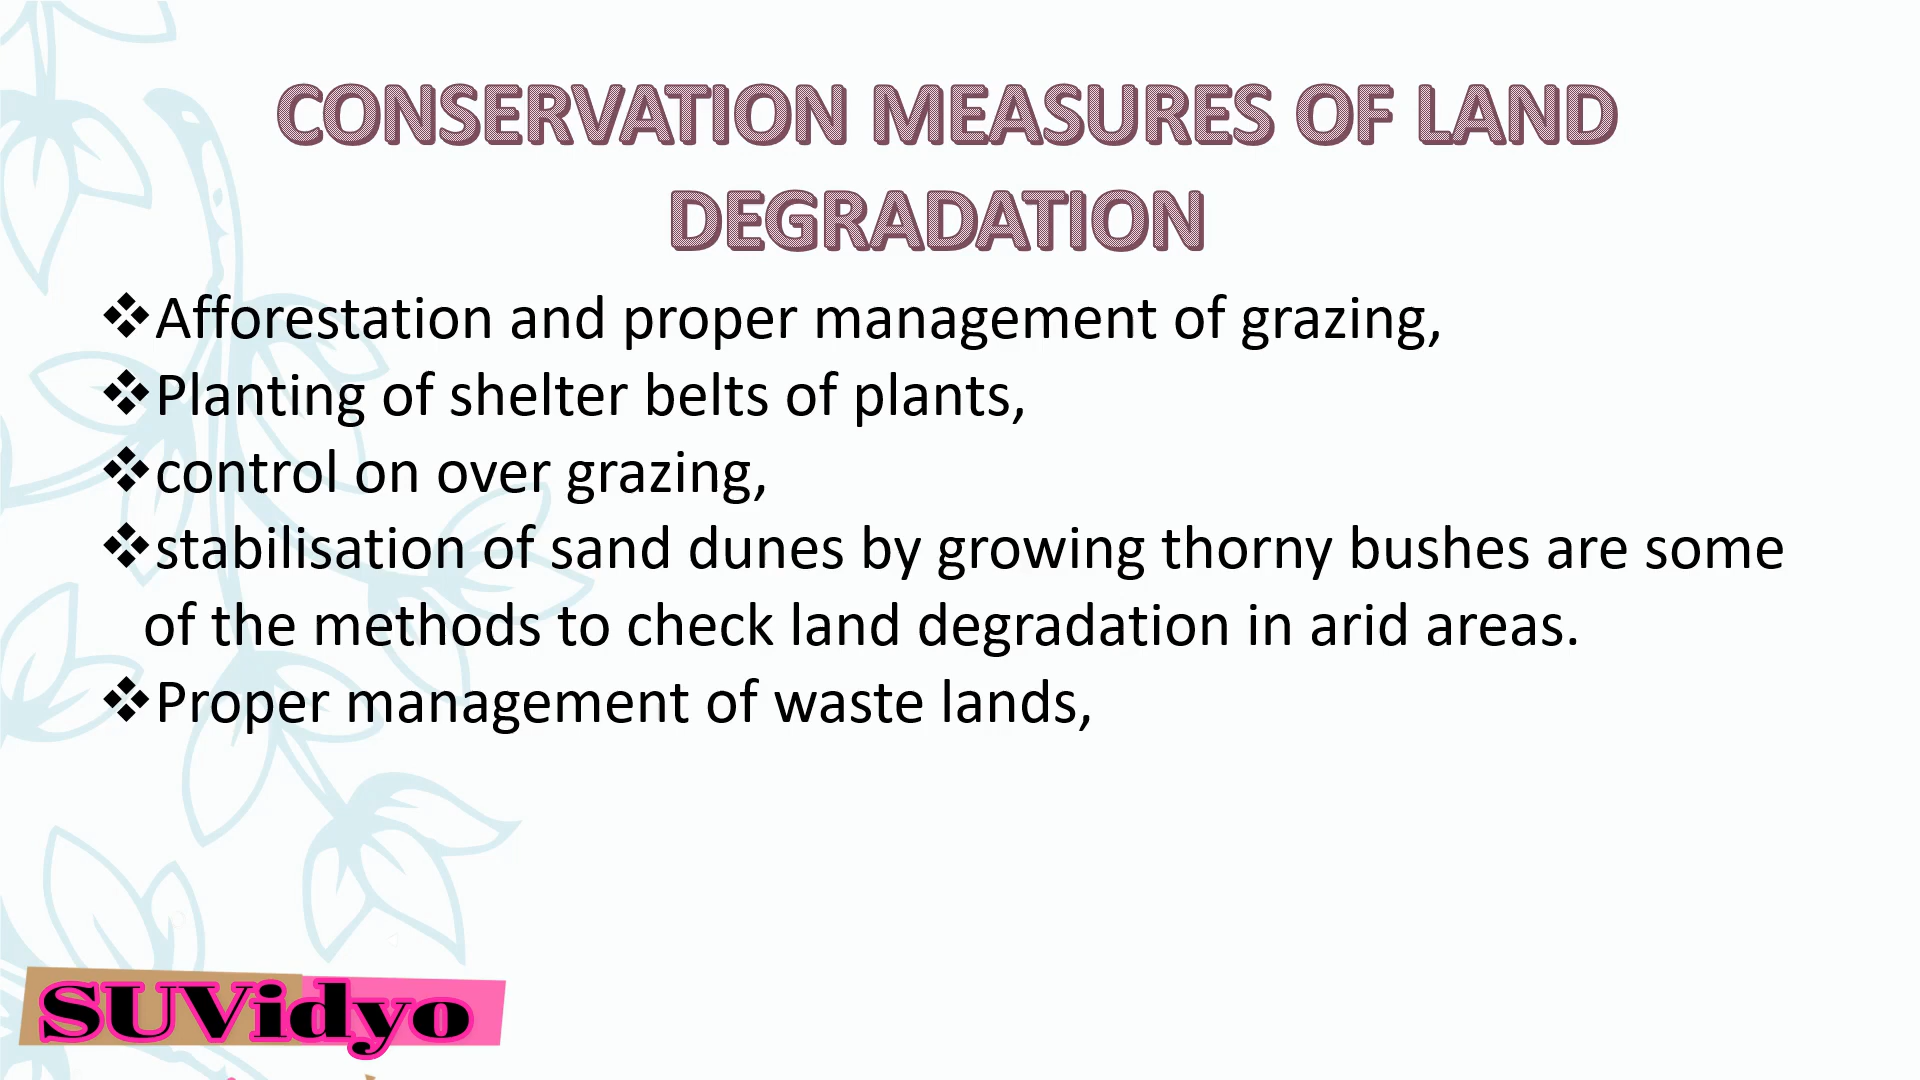 CONSERVATION MEASURES OF LAND
DEGRADATION
❖Afforestation and proper management of grazing,
❖Planting of shelter belts of plants,
❖control on over grazing,
❖stabilisation of sand dunes by growing thorny bushes are some
of the methods to check land degradation in arid areas.
❖Proper management of waste lands,
SUVidyo